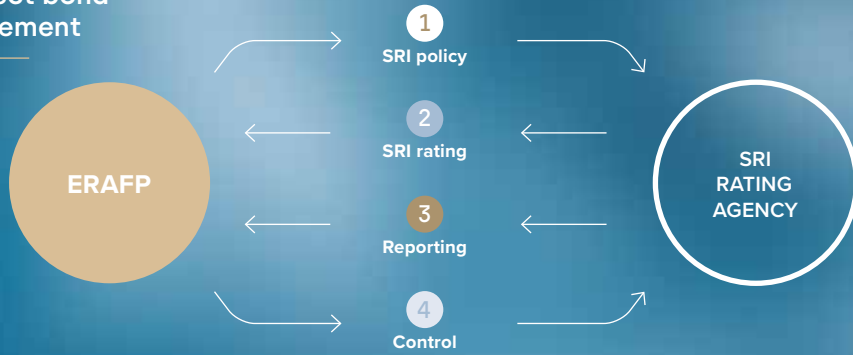 ement
1
SRI policy
2
SRI rating
ERAFP
SRI
RATING
AGENCY
3
Reporting
4
Control